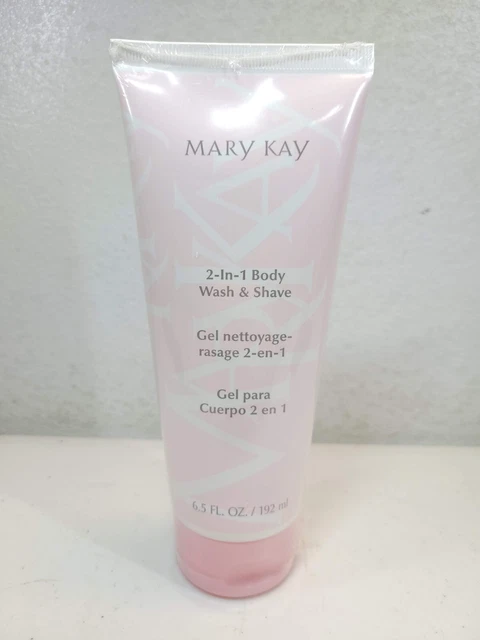 MARY KAY
2-In-1 Body
Wash & Shave
Gel nettoyage-
rasage 2-en-1
Gel para
Cuerpo 2 en 1
6.5 FL. OZ. / 192 ml